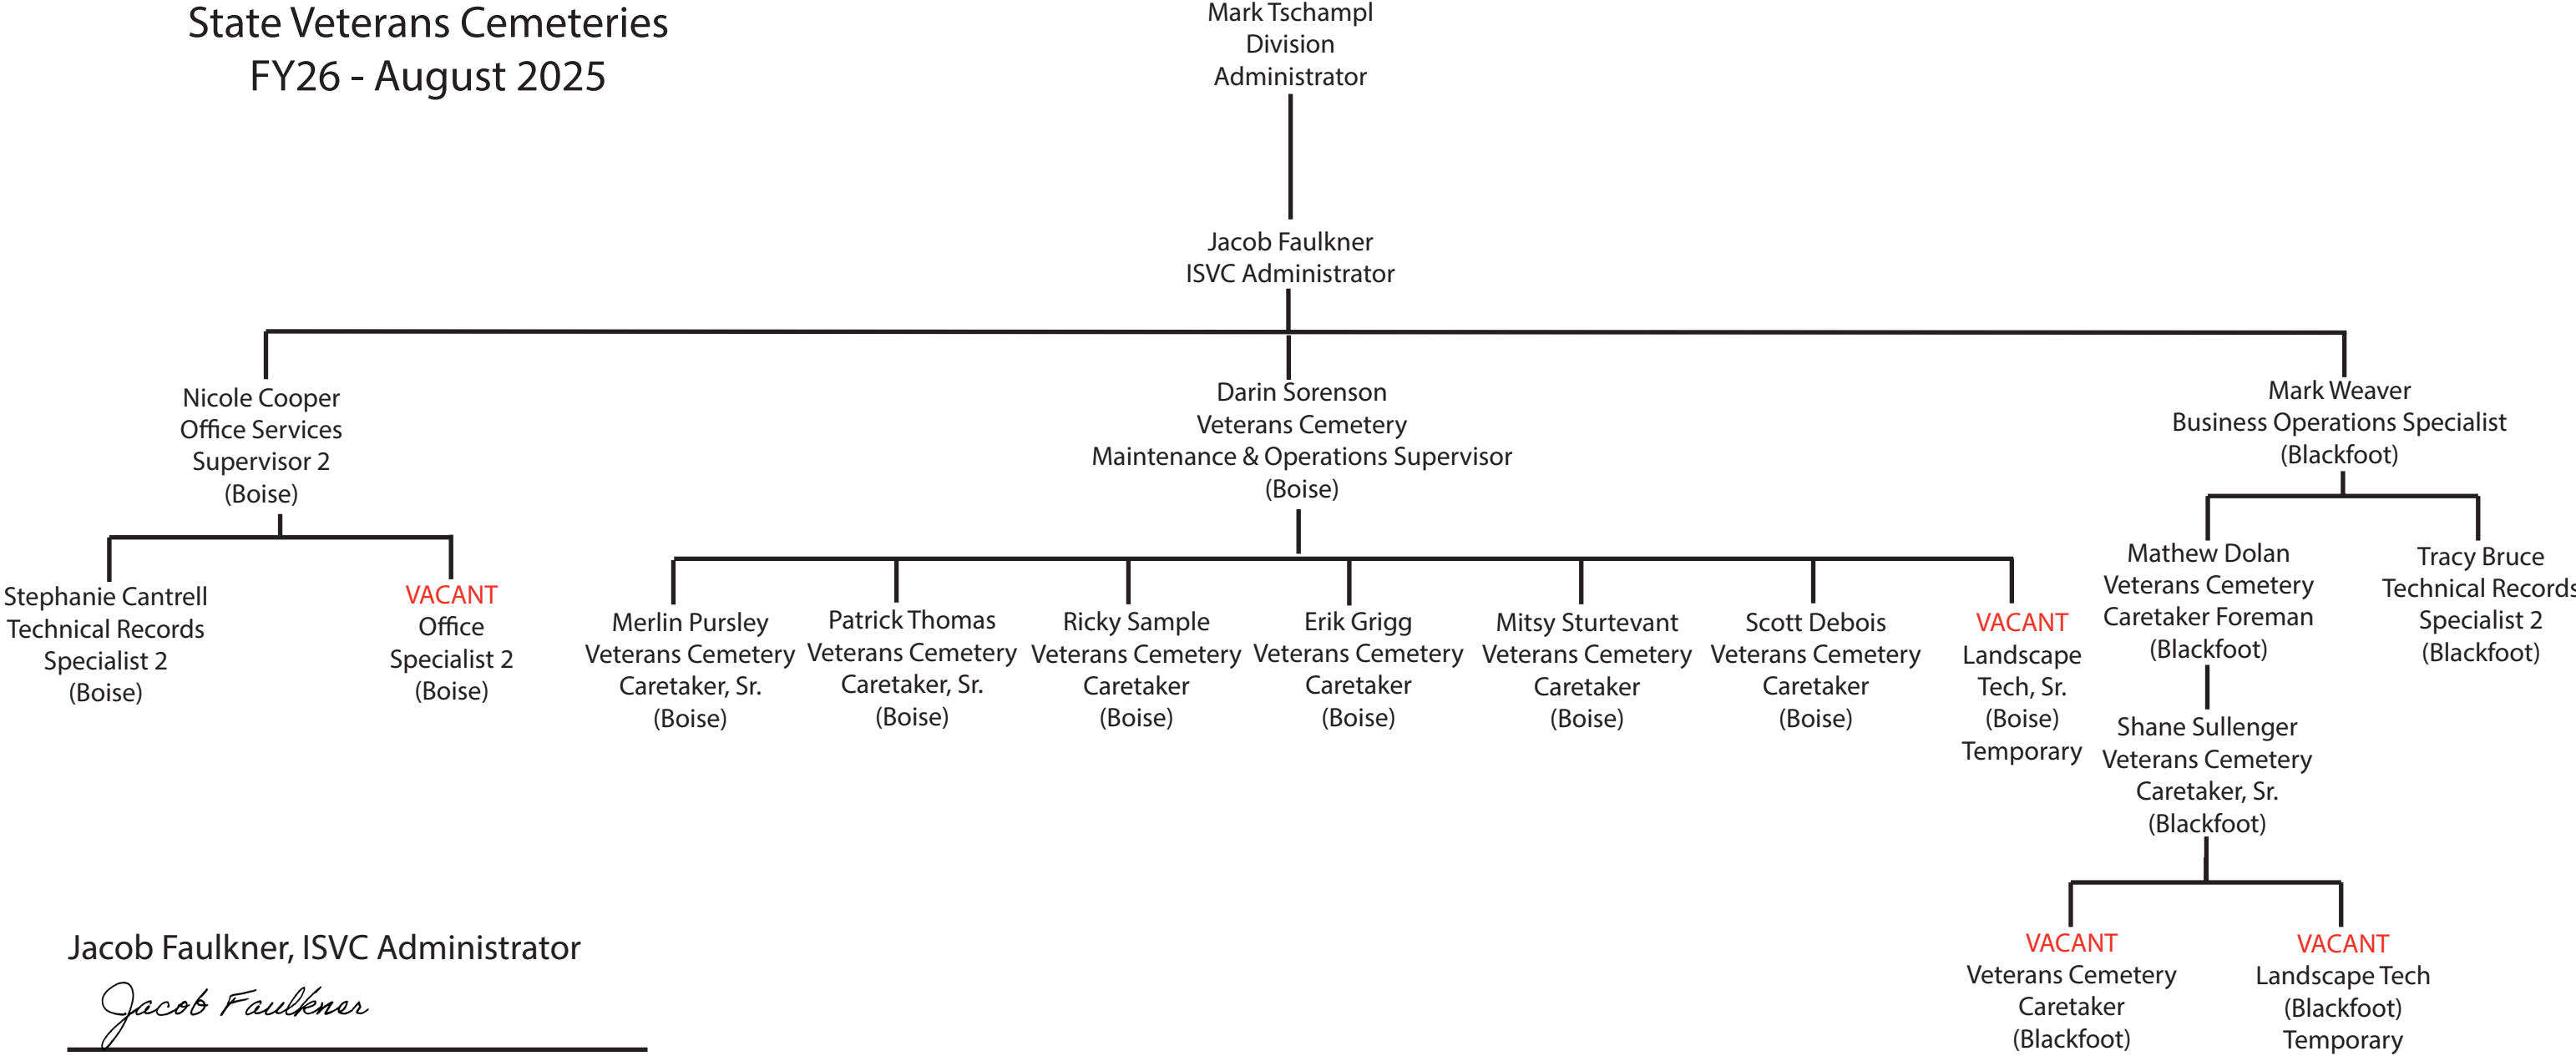 State Veterans Cemeteries
FY26 - August 2025
Mark Tschampl
Division
Administrator
Jacob Faulkner
ISVC Administrator
Nicole Cooper
Office Services
Supervisor 2
(Boise)
Darin Sorenson
Veterans Cemetery
Maintenance & Operations Supervisor
(Boise)
Mark Weaver
Business Operations Specialist
(Blackfoot)
Stephanie Cantrell
Technical Records
Specialist 2
(Boise)
VACANT
Office
Specialist 2
(Boise)
Merlin Pursley
Veterans Cemetery
Caretaker, Sr.
(Boise)
Patrick Thomas
Veterans Cemetery
Caretaker, Sr.
(Boise)
Ricky Sample
Veterans Cemetery
Caretaker
(Boise)
Erik Grigg
Veterans Cemetery
Caretaker
(Boise)
Mitsy Sturtevant
Veterans Cemetery
Caretaker
(Boise)
Scott Debois
Veterans Cemetery
Caretaker
(Boise)
VACANT
Landscape
Tech, Sr.
(Boise)
Temporary
Mathew Dolan
Veterans Cemetery
Caretaker Foreman
(Blackfoot)
Tracy Bruce
Technical Records
Specialist 2
(Blackfoot)
Shane Sullenger
Veterans Cemetery
Caretaker, Sr.
(Blackfoot)
VACANT
Veterans Cemetery
Caretaker
(Blackfoot)
VACANT
Landscape Tech
(Blackfoot)
Temporary
Jacob Faulkner, ISVC Administrator
Jacob Faulkner